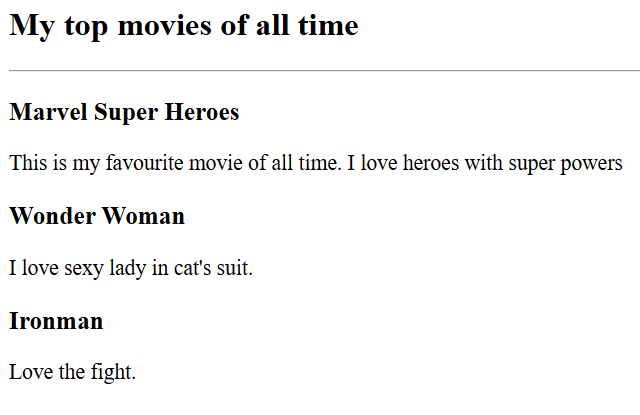 My top movies of all time
Marvel Super Heroes
This is my favourite movie of all time. I love heroes with super powers
Wonder Woman
I love sexy lady in cat's suit.
Ironman
Love the fight.